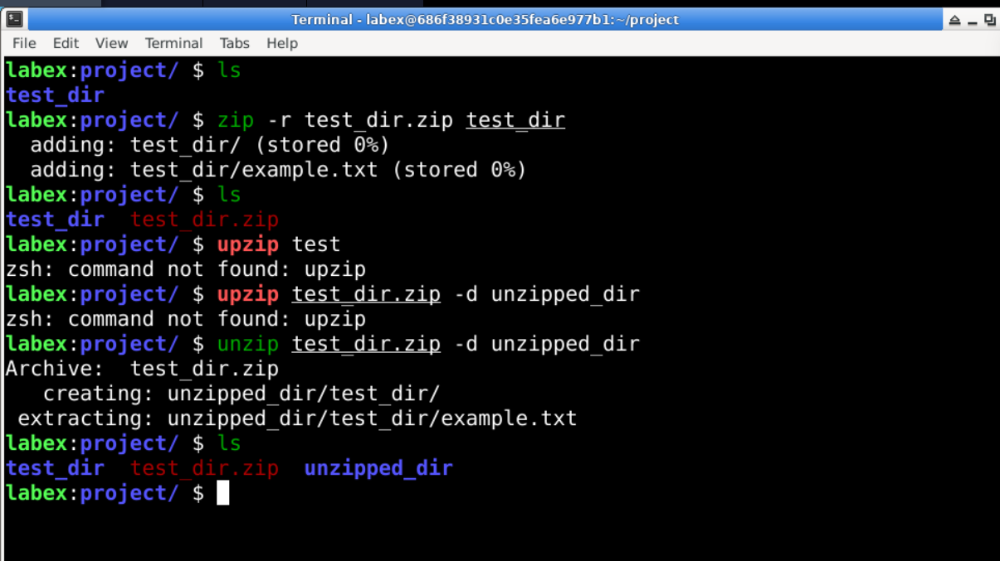 Terminal - labex@686f38931c0e35fea6e977b1:~/project
File Edit View Terminal Tabs Help
labex:project/ $ ls
test_dir
labex:project/ $ zip -r test_dir.zip test_dir
  adding: test_dir/ (stored 0%)
  adding: test_dir/example.txt (stored 0%)
labex:project/ $ ls
test_dir  test_dir.zip
labex:project/ $ upzip test
zsh: command not found: upzip
labex:project/ $ upzip test_dir.zip -d unzipped_dir
zsh: command not found: upzip
labex:project/ $ unzip test_dir.zip -d unzipped_dir
Archive:  test_dir.zip
   creating: unzipped_dir/test_dir/
 extracting: unzipped_dir/test_dir/example.txt
labex:project/ $ ls
test_dir  test_dir.zip  unzipped_dir
labex:project/ $